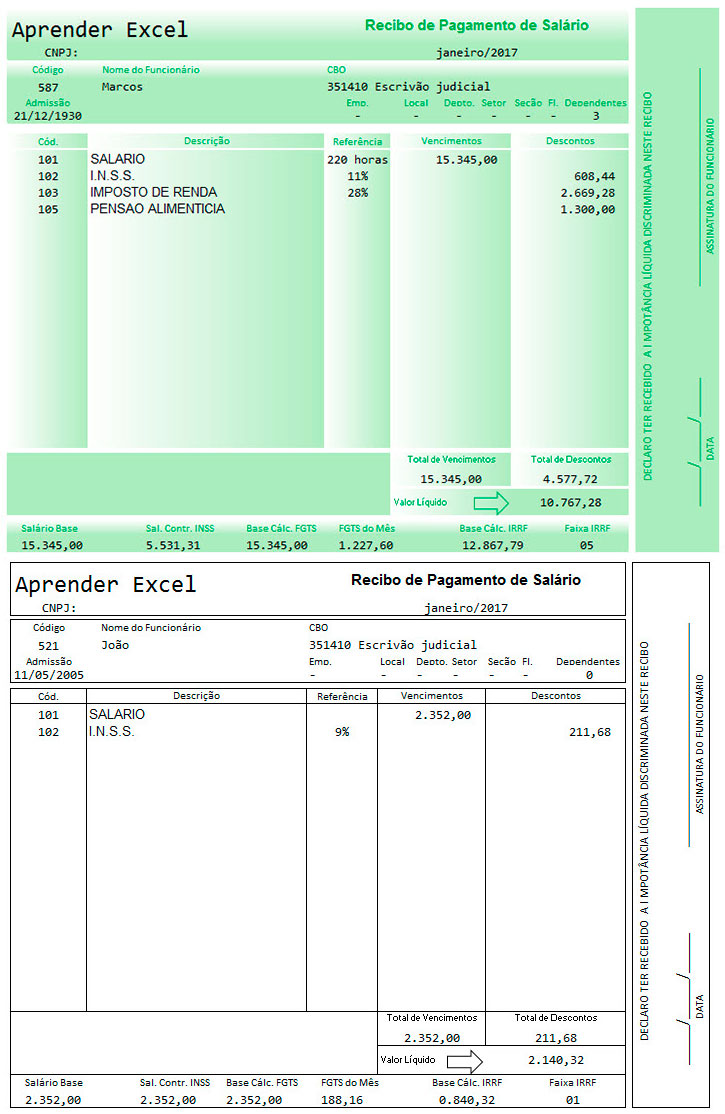 Aprender Excel Recibo de Pagamento de Salário
CNPJ: janeiro/2017
Código Nome do Funcionário CBO
587 Marcos 351410 Escrivão judicial
Admissão Emp. Local Depto. Setor Seção Fl. Dependentes
21/12/1930 - - - - - - 3
Cód. Descrição Referência Vencimentos Descontos
101 SALARIO 220 horas 15.345,00
102 I.N.S.S. 11% 608,44
103 IMPOSTO DE RENDA 28% 2.669,28
105 PENSAO ALIMENTICIA 1.300,00
Total de Vencimentos Total de Descontos
15.345,00 4.577,72
Valor Líquido 10.767,28
Salário Base Sal. Contr. INSS Base Cálc. FGTS FGTS do Mês Base Cálc. IRRF Faixa IRRF
15.345,00 5.531,31 15.345,00 1.227,60 12.867,79 05
DECLARO TER RECEBIDO A I MPOTÂNCIA LÍQUIDA DISCRIMINADA NESTE RECIBO
ASSINATURA DO FUNCIONÁRIO
DATA
Aprender Excel Recibo de Pagamento de Salário
CNPJ: janeiro/2017
Código Nome do Funcionário CBO
521 João 351410 Escrivão judicial
Admissão Emp. Local Depto. Setor Seção Fl. Dependentes
11/05/2005 - - - - - - 0
Cód. Descrição Referência Vencimentos Descontos
101 SALARIO 2.352,00
102 I.N.S.S. 9% 211,68
Total de Vencimentos Total de Descontos
2.352,00 211,68
Valor Líquido 2.140,32
Salário Base Sal. Contr. INSS Base Cálc. FGTS FGTS do Mês Base Cálc. IRRF Faixa IRRF
2.352,00 2.352,00 2.352,00 188,16 0.840,32 01
DECLARO TER RECEBIDO A I MPOTÂNCIA LÍQUIDA DISCRIMINADA NESTE RECIBO
ASSINATURA DO FUNCIONÁRIO
DATA